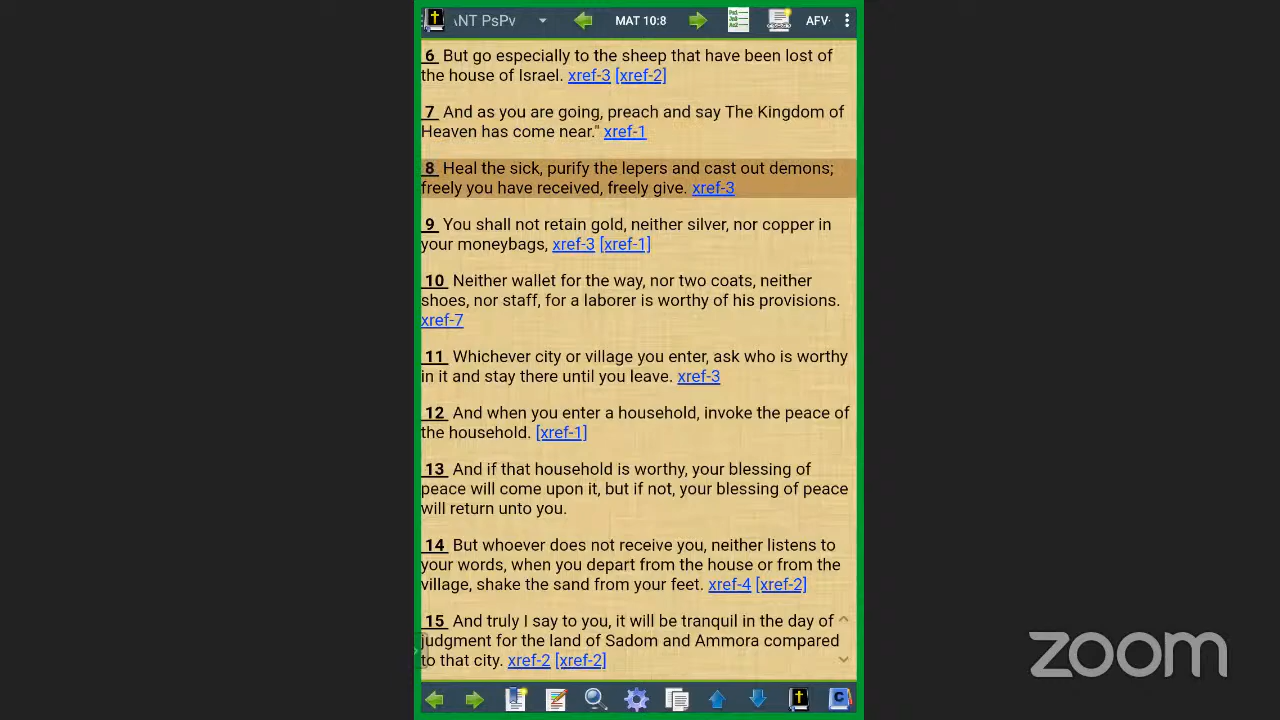 NT PsPv MAT 10:8 AFV
6 But go especially to the sheep that have been lost of
the house of Israel. xref-3 [xref-2]
7 And as you are going, preach and say The Kingdom of
Heaven has come near." xref-1
8 Heal the sick, purify the lepers and cast out demons;
freely you have received, freely give. xref-3
9 You shall not retain gold, neither silver, nor copper in
your moneybags, xref-3 [xref-1]
10 Neither wallet for the way, nor two coats, neither
shoes, nor staff, for a laborer is worthy of his provisions.
xref-7
11 Whichever city or village you enter, ask who is worthy
in it and stay there until you leave. xref-3
12 And when you enter a household, invoke the peace of
the household. [xref-1]
13 And if that household is worthy, your blessing of
peace will come upon it, but if not, your blessing of peace
will return unto you.
14 But whoever does not receive you, neither listens to
your words, when you depart from the house or from the
village, shake the sand from your feet. xref-4 [xref-2]
15 And truly I say to you, it will be tranquil in the day of
judgment for the land of Sadom and Ammora compared
to that city. xref-2 [xref-2]
zoom